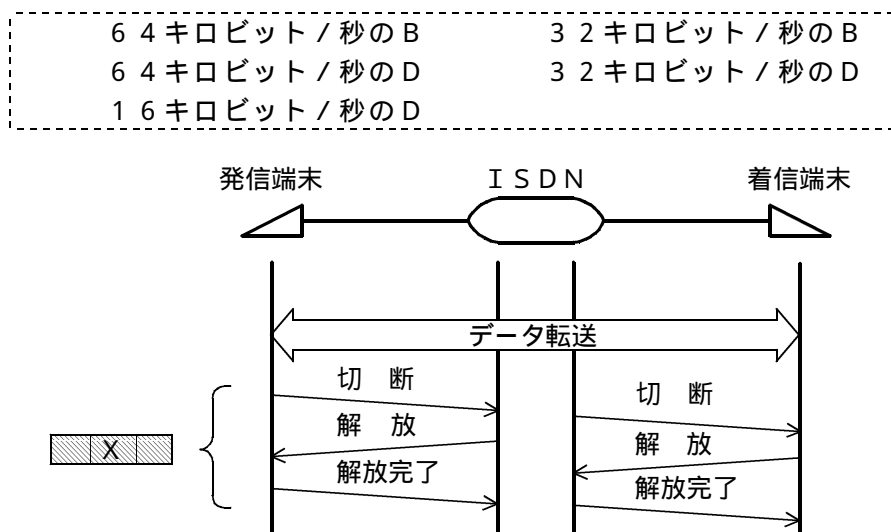 ６４キロビット／秒のＢ　　３２キロビット／秒のＢ
６４キロビット／秒のＤ　　３２キロビット／秒のＤ
１６キロビット／秒のＤ
発信端末　　ＩＳＤＮ　　着信端末
データ転送
切　断　　切　断
解　放　　解　放
X
解放完了　　解放完了